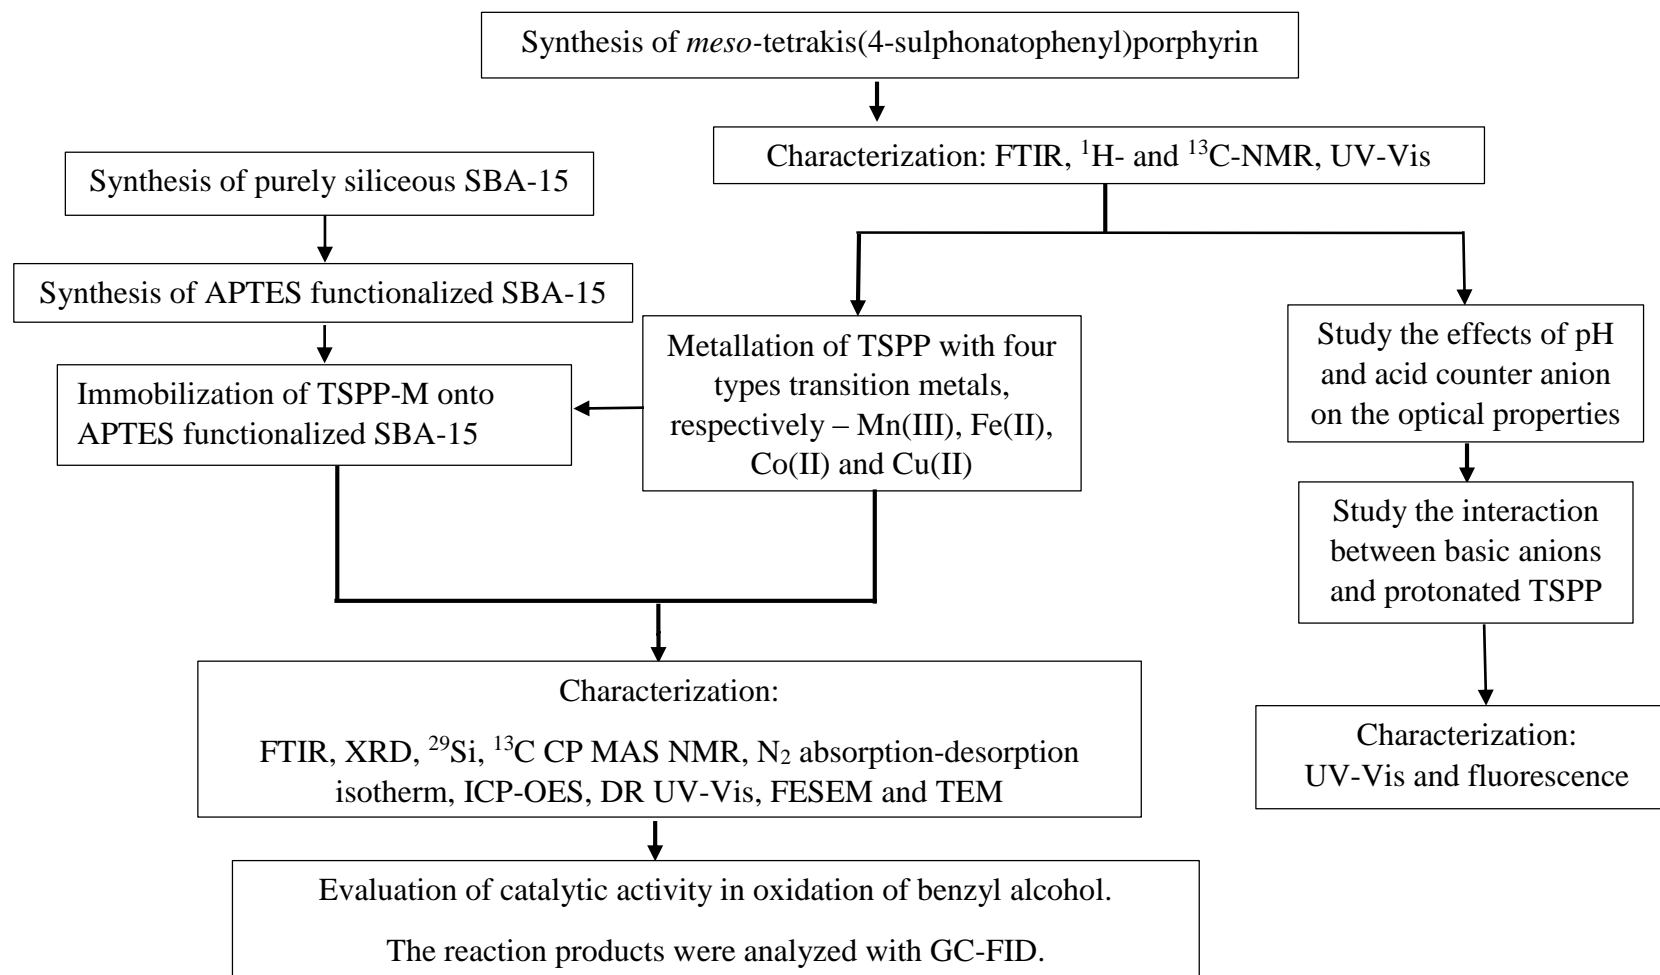 Synthesis of meso-tetrakis(4-sulphonatophenyl)porphyrin
Characterization: FTIR, ¹H- and ¹³C-NMR, UV-Vis
Synthesis of purely siliceous SBA-15
Synthesis of APTES functionalized SBA-15
Immobilization of TSPP-M onto
APTES functionalized SBA-15
Metallation of TSPP with four
types transition metals,
respectively – Mn(III), Fe(II),
Co(II) and Cu(II)
Study the effects of pH
and acid counter anion
on the optical properties
Study the interaction
between basic anions
and protonated TSPP
Characterization:
UV-Vis and fluorescence
Characterization:
FTIR, XRD, ²⁹Si, ¹³C CP MAS NMR, N₂ absorption-desorption
isotherm, ICP-OES, DR UV-Vis, FESEM and TEM
Evaluation of catalytic activity in oxidation of benzyl alcohol.
The reaction products were analyzed with GC-FID.